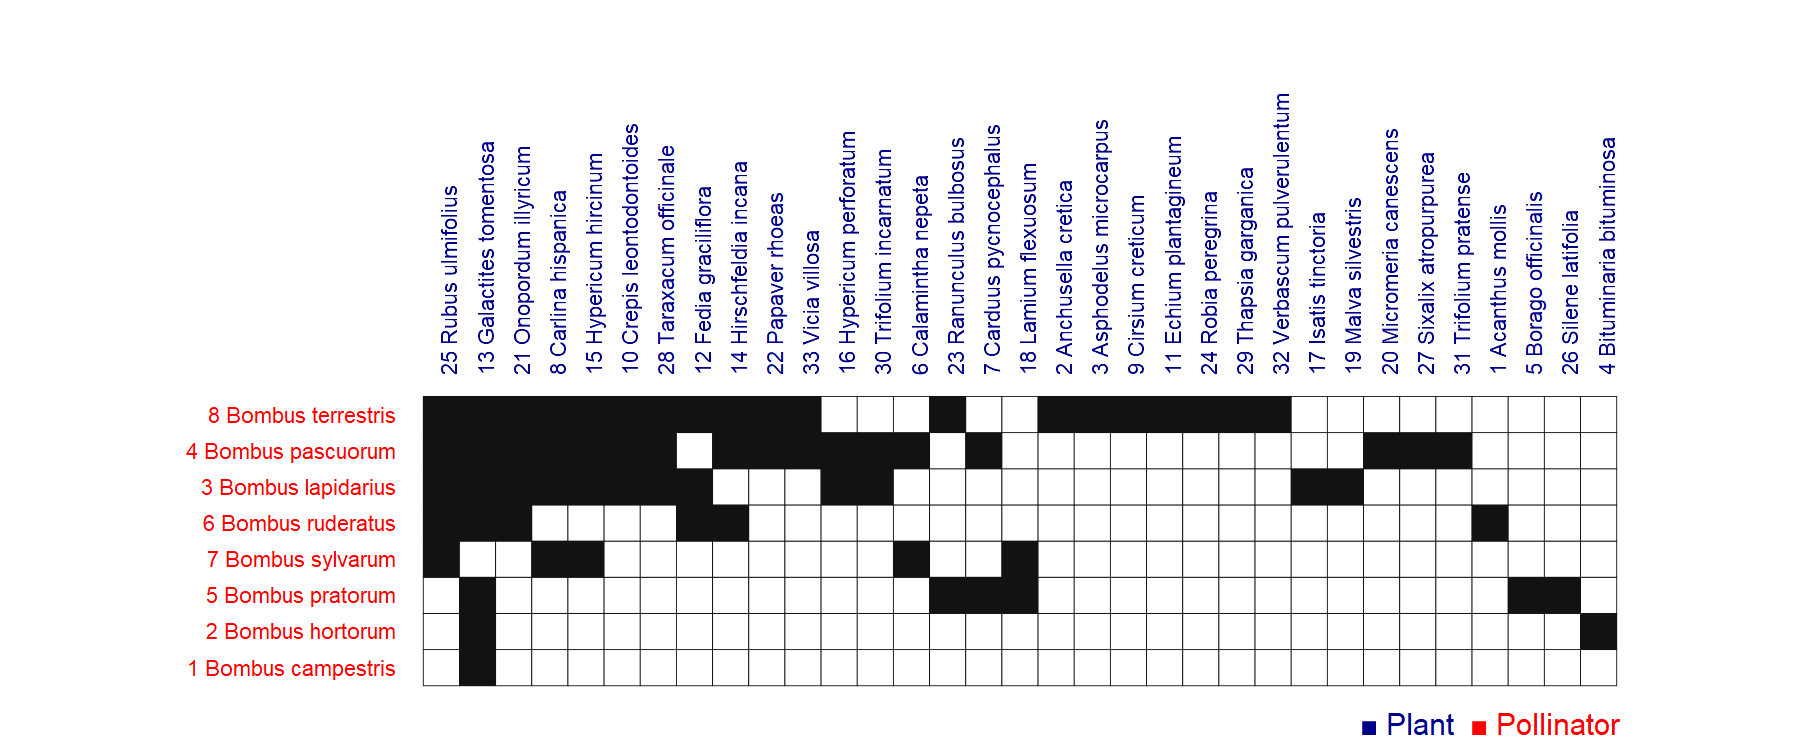 25 Rubus ulmifolius
13 Galactites tomentosa
21 Onopordum illyricum
8 Carlina hispanica
15 Hypericum hircinum
10 Crepis leontodontoides
28 Taraxacum officinale
12 Fedia graciliflora
14 Hirschfeldia incana
22 Papaver rhoeas
33 Vicia villosa
16 Hypericum perforatum
30 Trifolium incarnatum
6 Calamintha nepeta
23 Ranunculus bulbosus
7 Carduus pycnocephalus
18 Lamium flexuosum
2 Anchusella cretica
3 Asphodelus microcarpus
9 Cirsium creticum
11 Echium plantagineum
24 Robia peregrina
29 Thapsia garganica
32 Verbascum pulverulentum
17 Isatis tinctoria
19 Malva silvestris
20 Micromeria canescens
27 Sixalix atropurpurea
31 Trifolium pratense
1 Acanthus mollis
5 Borago officinalis
26 Silene latifolia
4 Bituminaria bituminosa
8 Bombus terrestris
4 Bombus pascuorum
3 Bombus lapidarius
6 Bombus ruderatus
7 Bombus sylvarum
5 Bombus pratorum
2 Bombus hortorum
1 Bombus campestris
Plant Pollinator